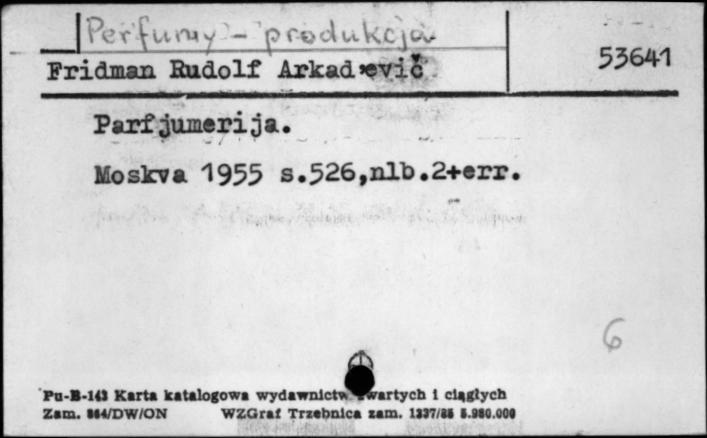 Perfumy - produkcja
53641
Fridman Rudolf Arkad'evič
Parfjumerija.
Moskva 1955 s.526,nlb.2+err.
6
Pu-B-143 Karta katalogowa wydawnictw zwartych i ciągłych
Zam. 864/DW/ON WZGraf Trzebnica zam. 1337/85 5.980.000